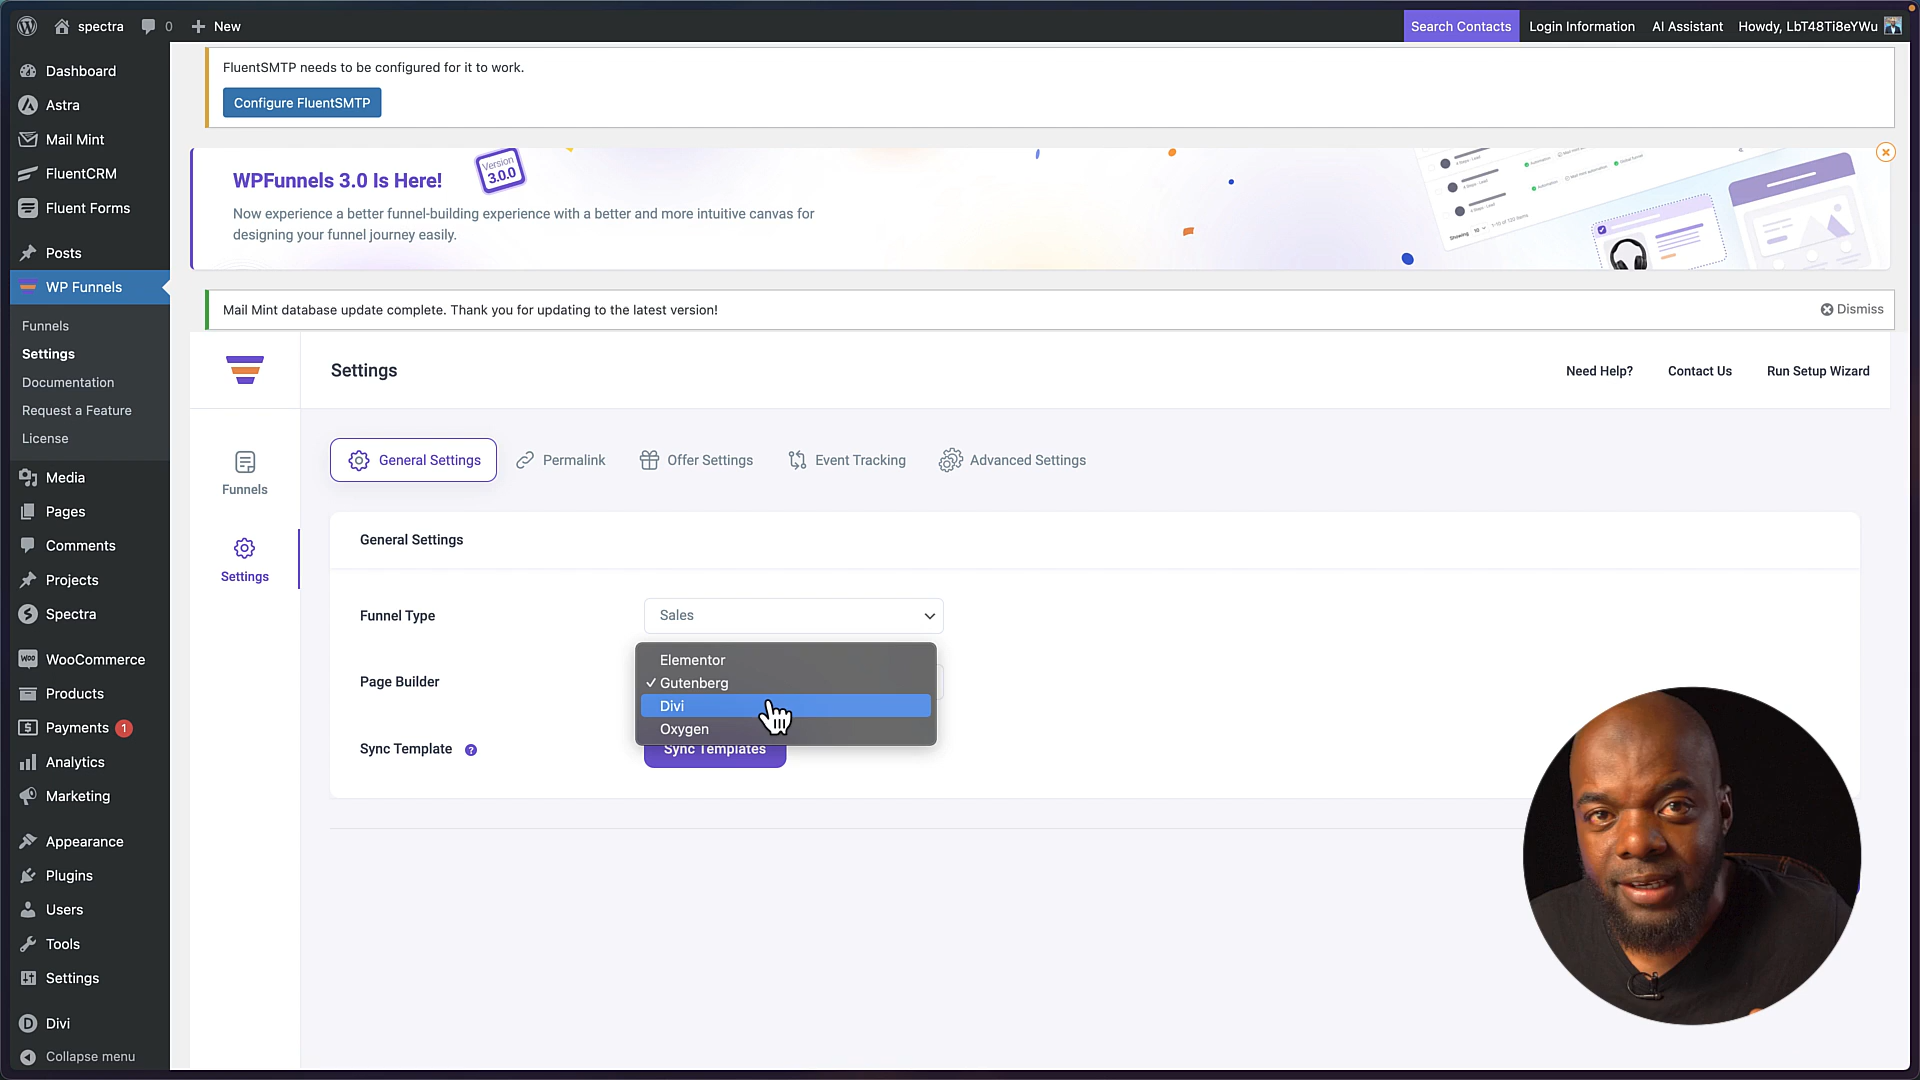 spectra
0
New
Search Contacts
Login Information
AI Assistant
Howdy, LbT48Ti8eYWu
Dashboard
Astra
Mail Mint
FluentCRM
Fluent Forms
Posts
WP Funnels
Funnels
Settings
Documentation
Request a Feature
License
Media
Pages
Comments
Projects
Spectra
WooCommerce
Products
Payments 1
Analytics
Marketing
Appearance
Plugins
Users
Tools
Settings
Divi
Collapse menu
FluentSMTP needs to be configured for it to work.
Configure FluentSMTP
WPFunnels 3.0 Is Here!
Version
3.0.0
Now experience a better funnel-building experience with a better and more intuitive canvas for
designing your funnel journey easily.
Mail Mint database update complete. Thank you for updating to the latest version!
Dismiss
Settings
Need Help?
Contact Us
Run Setup Wizard
Funnels
Settings
General Settings
Permalink
Offer Settings
Event Tracking
Advanced Settings
General Settings
Funnel Type
Sales
Page Builder
Elementor
✓ Gutenberg
Divi
Oxygen
Sync Template ?
Sync Templates